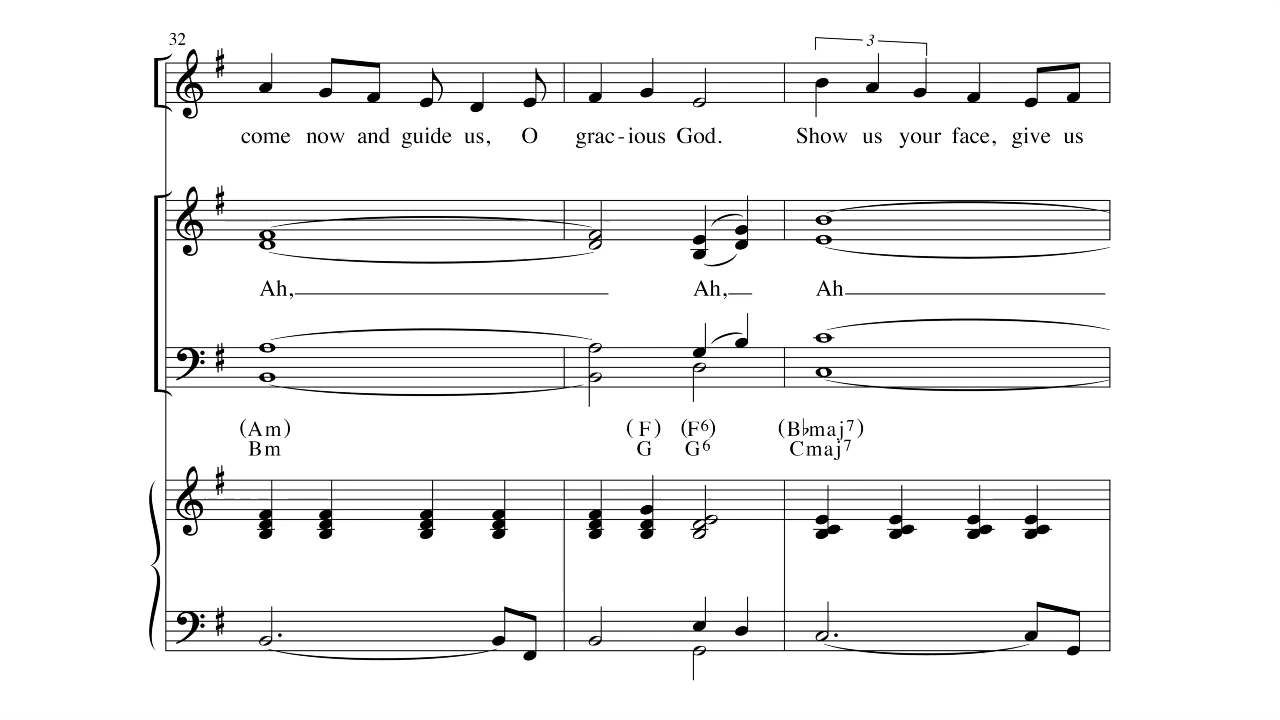 32
3
come now and guide us, O grac-ious God. Show us your face, give us
Ah, Ah, Ah
(Am) (F) (F6) (B♭maj7)
Bm G G6 Cmaj7